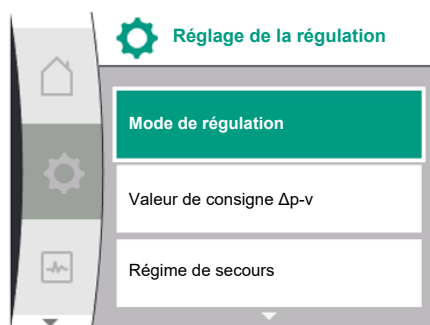 Réglage de la régulation
Mode de régulation
Valeur de consigne Δp-v
Régime de secours